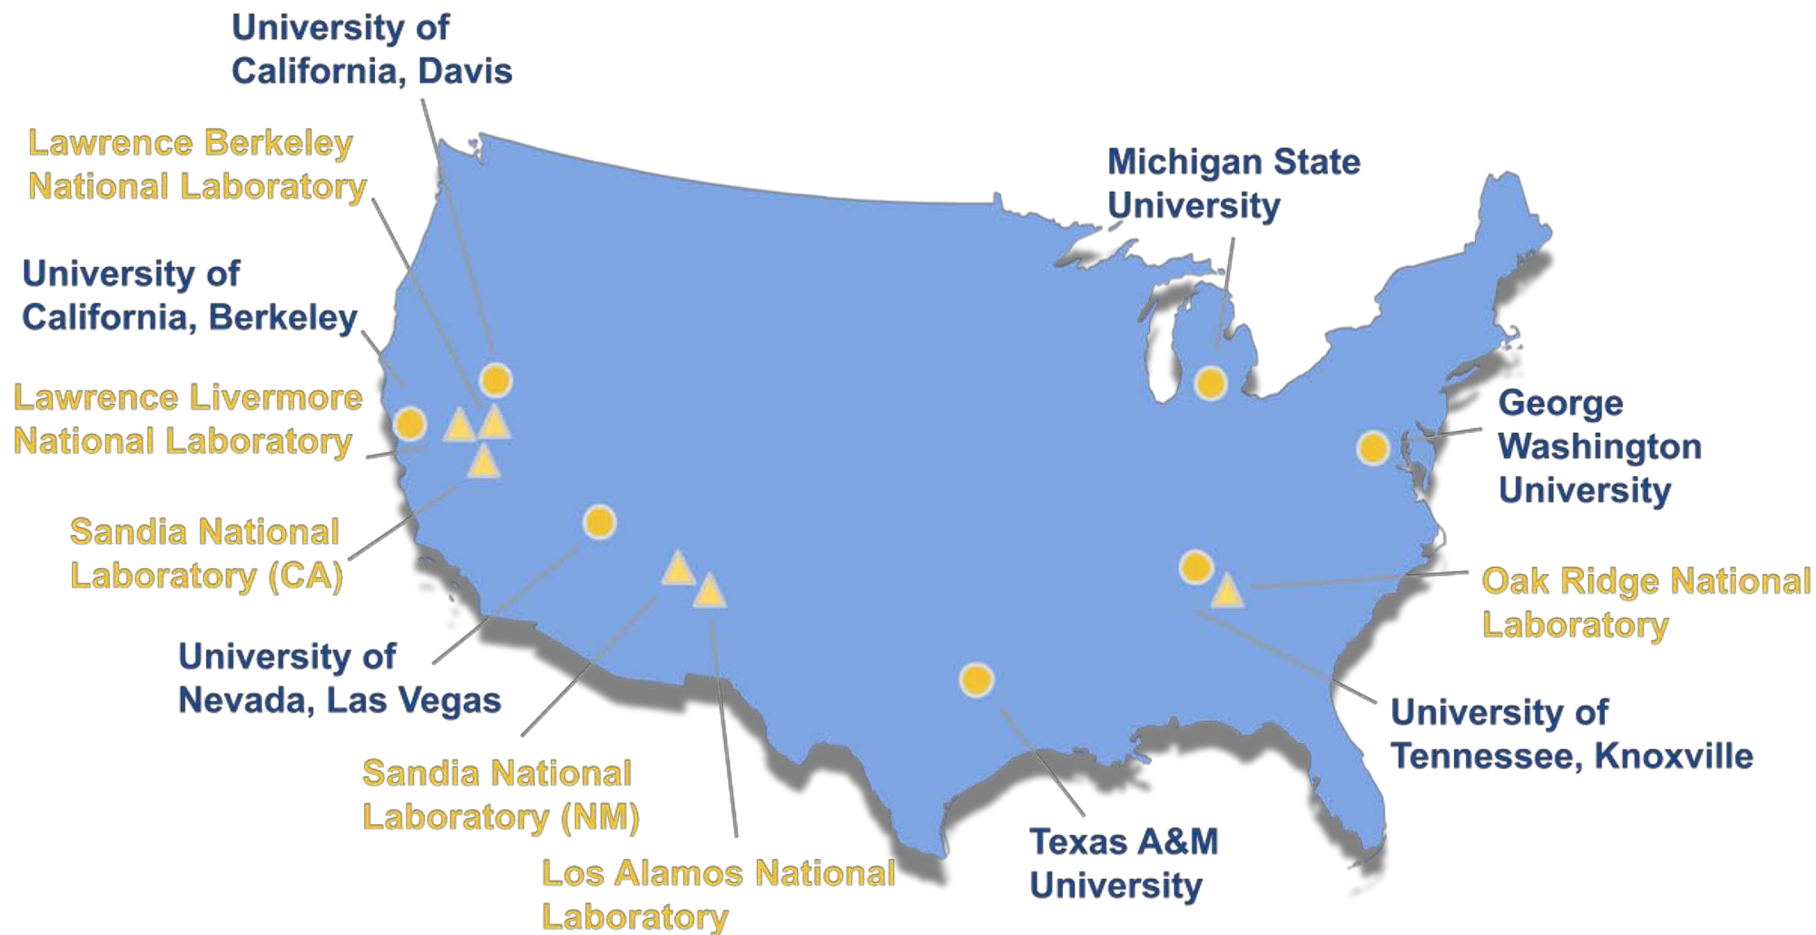 University of
California, Davis
Lawrence Berkeley
National Laboratory
University of
California, Berkeley
Lawrence Livermore
National Laboratory
Sandia National
Laboratory (CA)
University of
Nevada, Las Vegas
Sandia National
Laboratory (NM)
Los Alamos National
Laboratory
Michigan State
University
George
Washington
University
Oak Ridge National
Laboratory
University of
Tennessee, Knoxville
Texas A&M
University